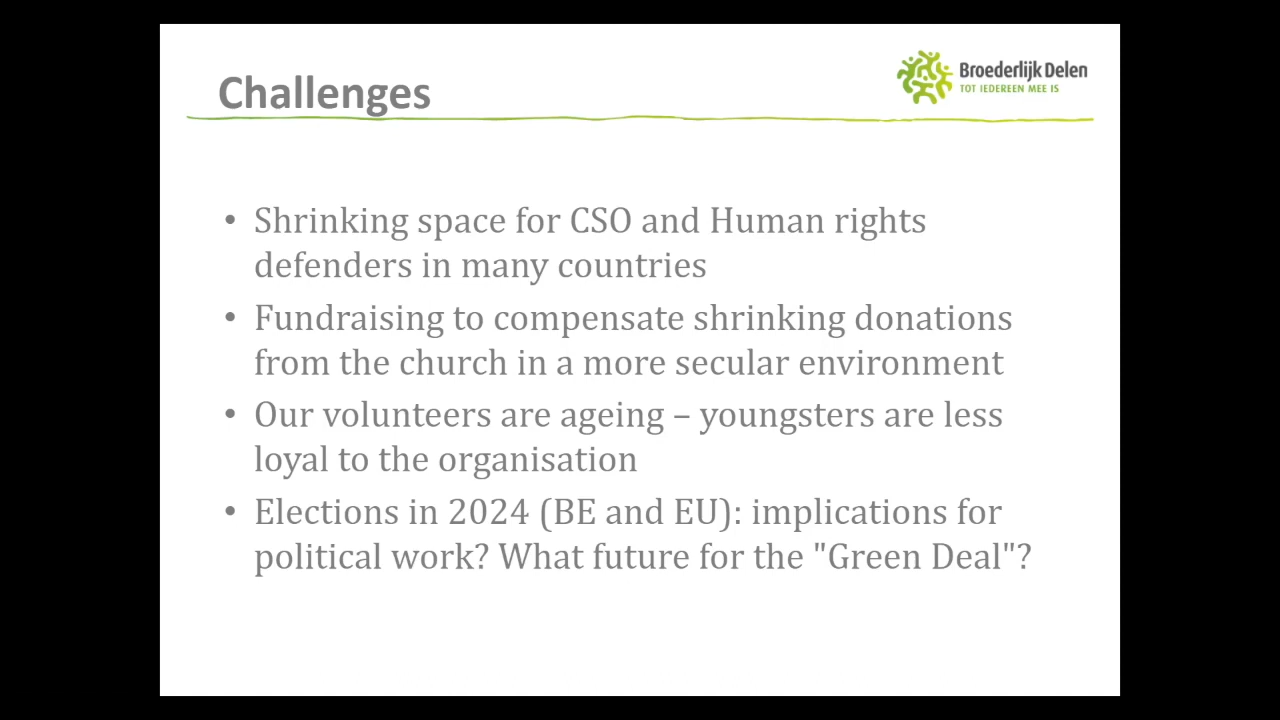 Challenges
Broederlijk Delen
TOT IEDEREEN MEE IS
• Shrinking space for CSO and Human rights
defenders in many countries
• Fundraising to compensate shrinking donations
from the church in a more secular environment
• Our volunteers are ageing – youngsters are less
loyal to the organisation
• Elections in 2024 (BE and EU): implications for
political work? What future for the "Green Deal"?